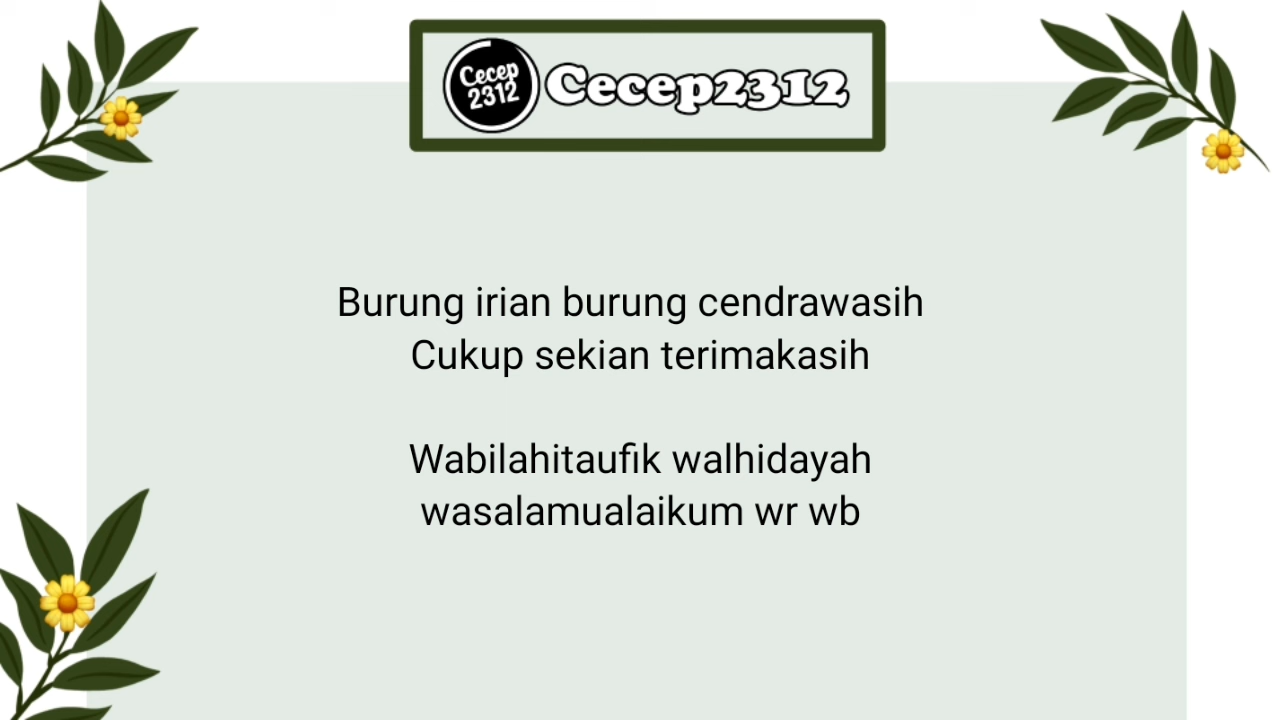 Cecep
2312
Cecep2312
Burung irian burung cendrawasih
Cukup sekian terimakasih
Wabilahitaufik walhidayah
wasalamualaikum wr wb